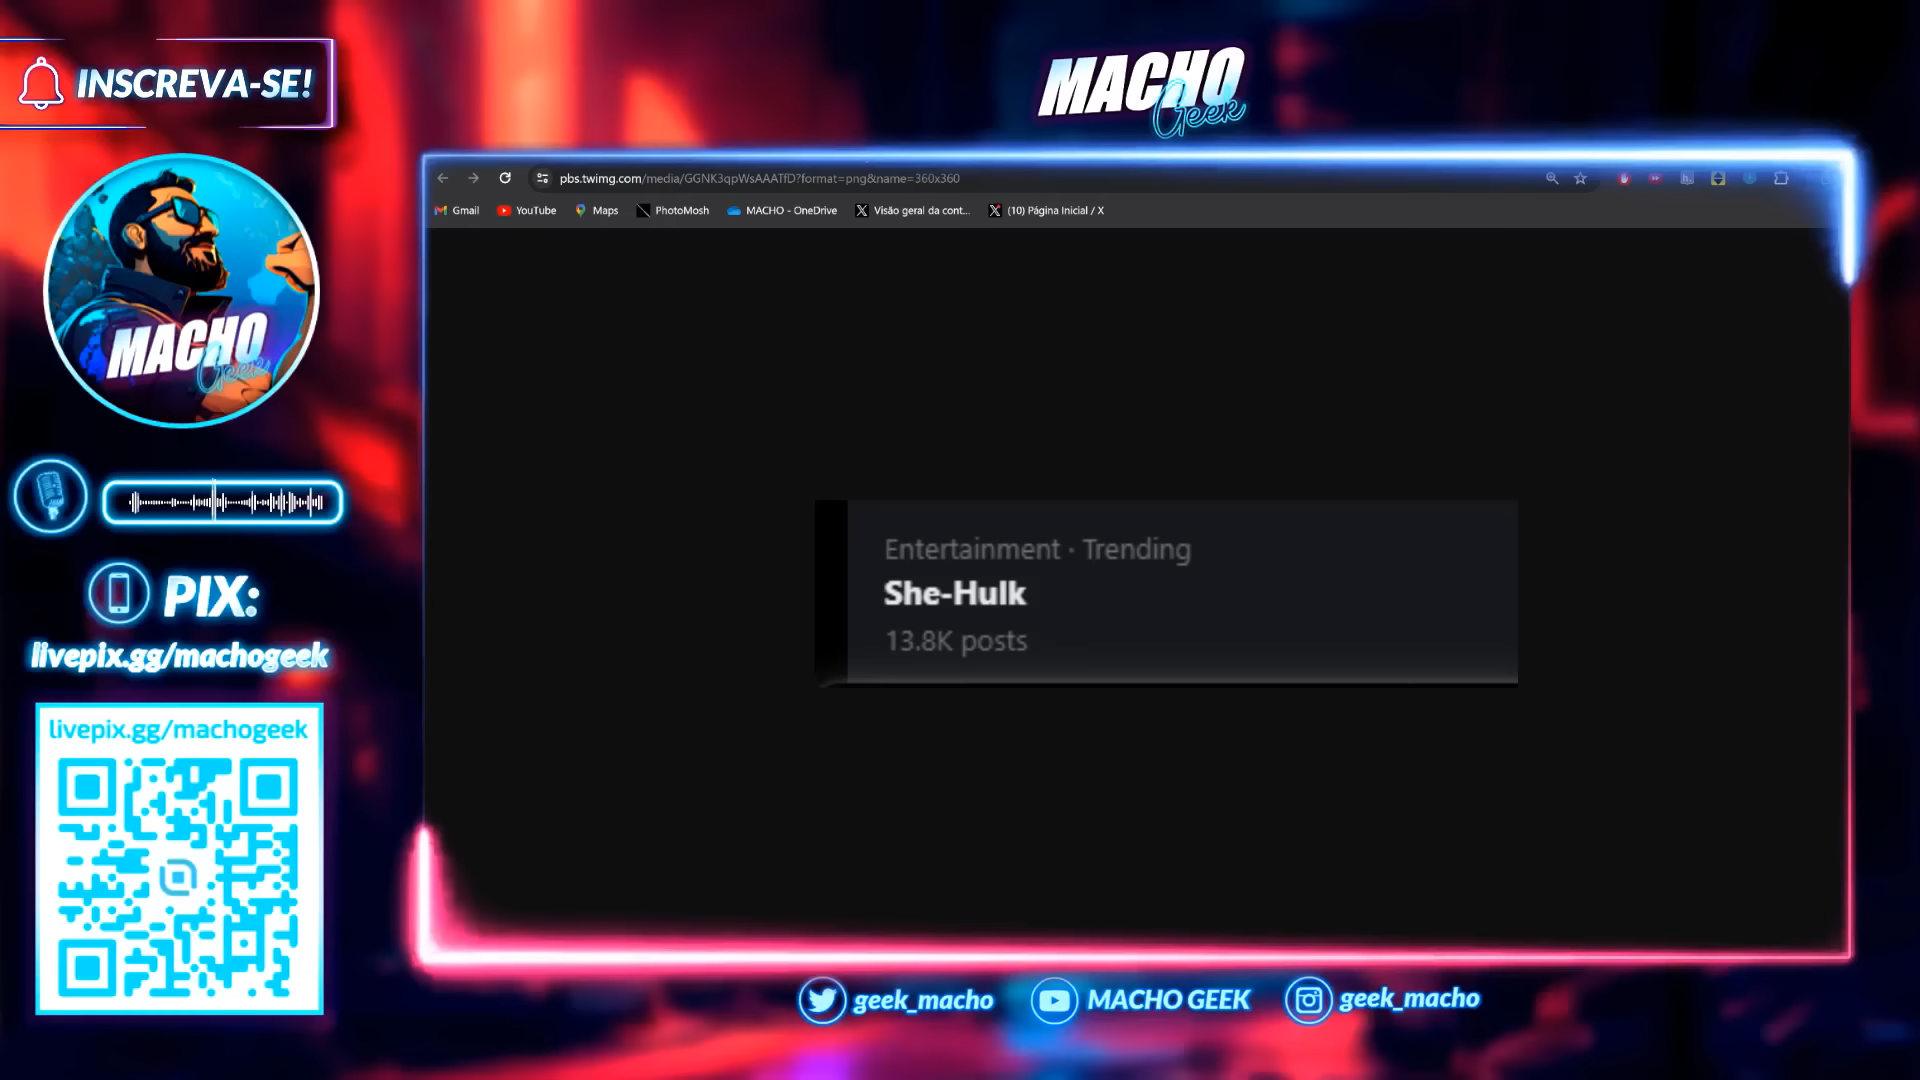 INSCREVA-SE!
MACHO
Geek
pbs.twimg.com/media/GGNK3qpWsAAATfD?format=png&name=360x360
Gmail
YouTube
Maps
PhotoMosh
MACHO - OneDrive
Visão geral da cont...
(10) Página Inicial / X
MACHO
Geek
Entertainment · Trending
She-Hulk
13.8K posts
PIX:
livepix.gg/machogeek
livepix.gg/machogeek
geek_macho
MACHO GEEK
geek_macho